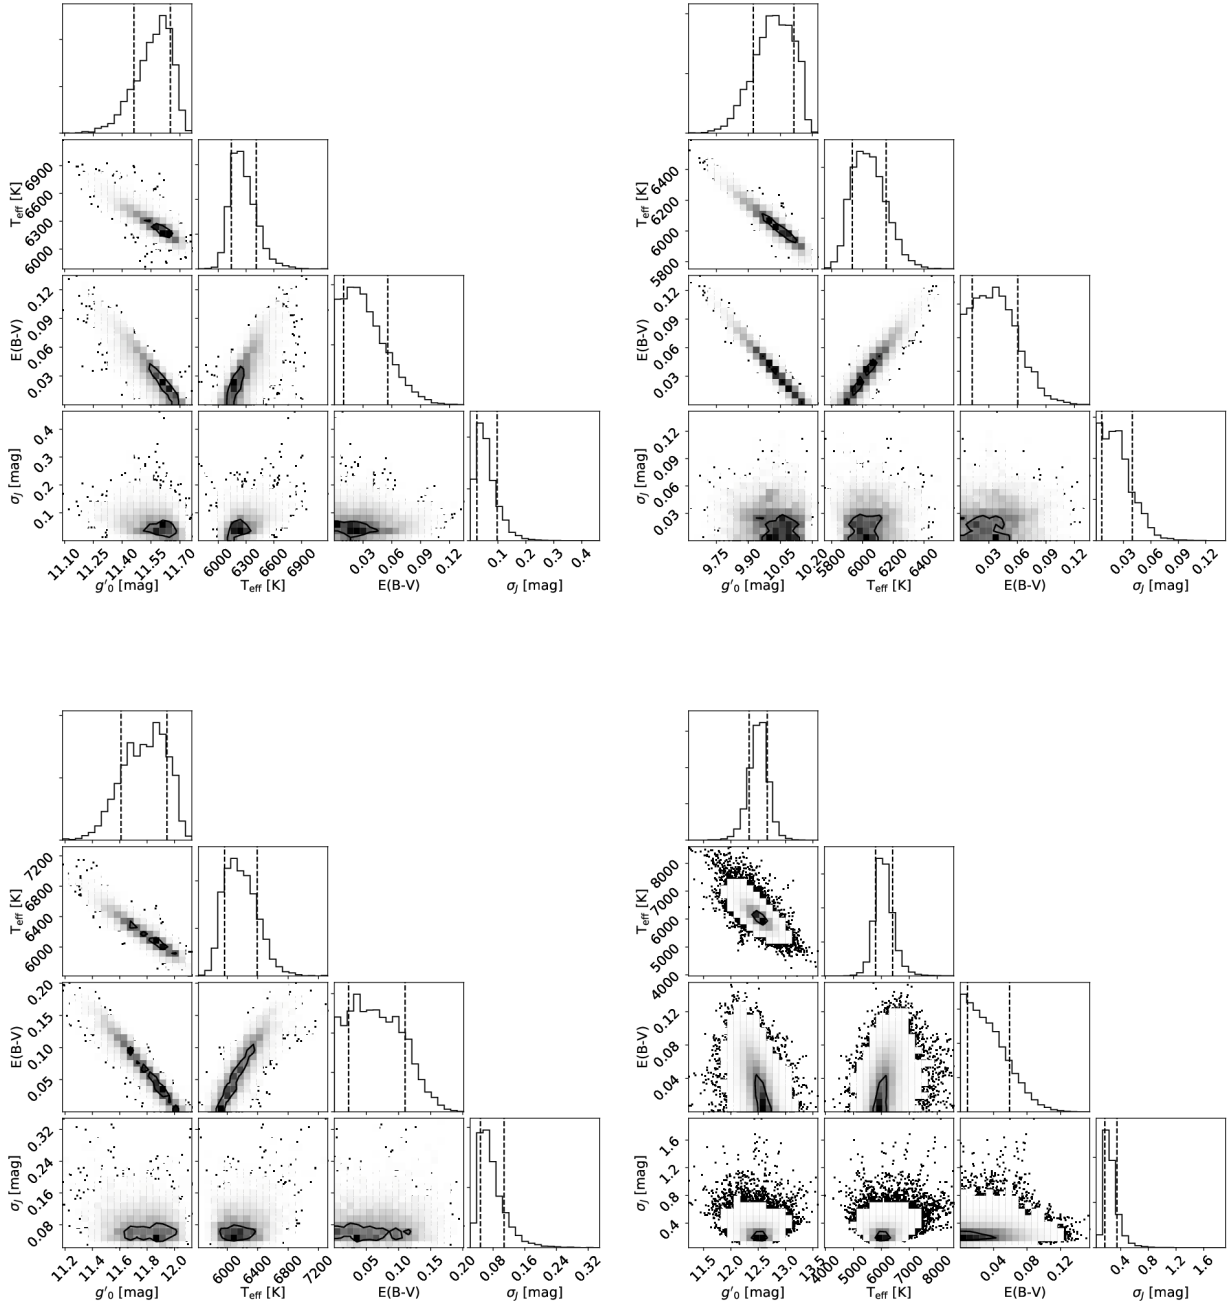 6900
6600
6300
6000
T_eff [K]
6400
6200
6000
5800
T_eff [K]
0.12
0.09
0.06
0.03
E(B-V)
0.12
0.09
0.06
0.03
E(B-V)
0.4
0.3
0.2
0.1
σ_J [mag]
0.12
0.09
0.06
0.03
σ_J [mag]
11.10 11.25 11.40 11.55 11.70
6000 6300 6600 6900
0.03 0.06 0.09 0.12
0.1 0.2 0.3 0.4
9.75 9.90 10.05 10.20
5800 6000 6200 6400
0.03 0.06 0.09 0.12
0.03 0.06 0.09 0.12
g'_0 [mag] T_eff [K] E(B-V) σ_J [mag]
g'_0 [mag] T_eff [K] E(B-V) σ_J [mag]
7200
6800
6400
6000
T_eff [K]
8000
7000
6000
5000
4000
T_eff [K]
0.20
0.15
0.10
0.05
E(B-V)
0.12
0.08
0.04
E(B-V)
0.32
0.24
0.16
0.08
σ_J [mag]
1.6
1.2
0.8
0.4
σ_J [mag]
11.2 11.4 11.6 11.8 12.0
6000 6400 6800 7200
0.05 0.10 0.15 0.20
0.08 0.16 0.24 0.32
11.5 12.0 12.5 13.0 13.5
4000 5000 6000 7000 8000
0.04 0.08 0.12
0.4 0.8 1.2 1.6
g'_0 [mag] T_eff [K] E(B-V) σ_J [mag]
g'_0 [mag] T_eff [K] E(B-V) σ_J [mag]